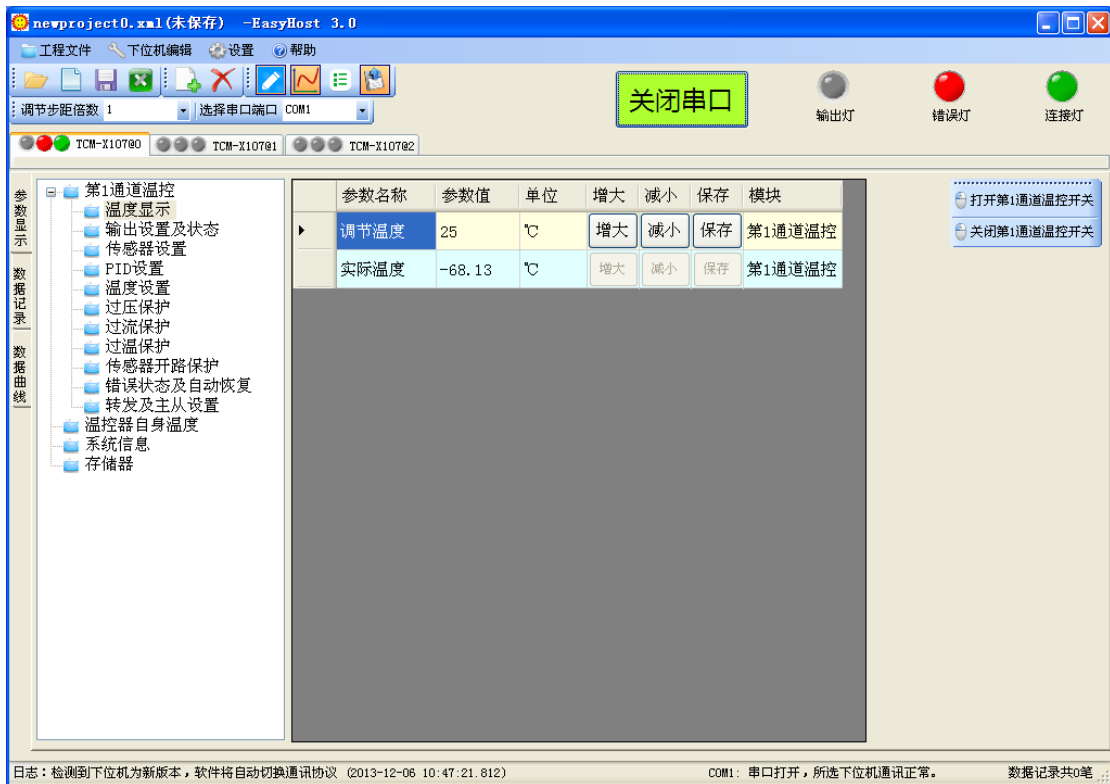 newproject0.xml(未保存) -EasyHost 3.0
工程文件 下位机编辑 设置 帮助
调节步距倍数 1 选择串口端口 COM1
关闭串口
输出灯 错误灯 连接灯
TCM-X107@0 TCM-X107@1 TCM-X107@2
参数显示
数据记录
数据曲线
第1通道温控
温度显示
输出设置及状态
传感器设置
PID设置
温度设置
过压保护
过流保护
过温保护
传感器开路保护
错误状态及自动恢复
转发及主从设置
温控器自身温度
系统信息
存储器
参数名称 参数值 单位 增大 减小 保存 模块
调节温度 25 ℃ 增大 减小 保存 第1通道温控
实际温度 -68.13 ℃ 增大 减小 保存 第1通道温控
打开第1通道温控开关
关闭第1通道温控开关
日志：检测到下位机为新版本，软件将自动切换通讯协议 (2013-12-06 10:47:21.812) COM1: 串口打开，所选下位机通讯正常。 数据记录共0笔